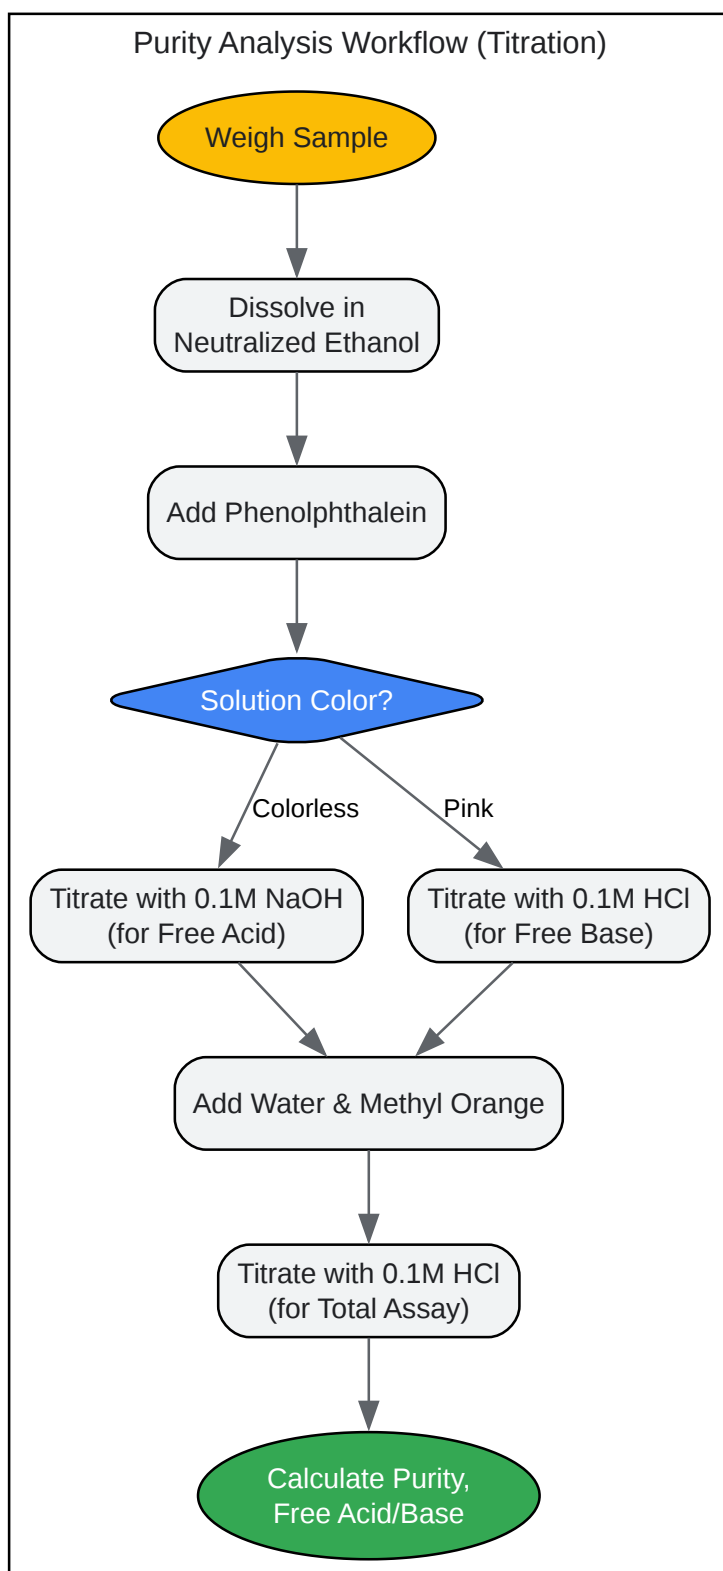 Purity Analysis Workflow (Titration)
Weigh Sample
Dissolve in
Neutralized Ethanol
Add Phenolphthalein
Solution Color?
Colorless
Pink
Titrate with 0.1M NaOH
(for Free Acid)
Titrate with 0.1M HCl
(for Free Base)
Add Water & Methyl Orange
Titrate with 0.1M HCl
(for Total Assay)
Calculate Purity,
Free Acid/Base